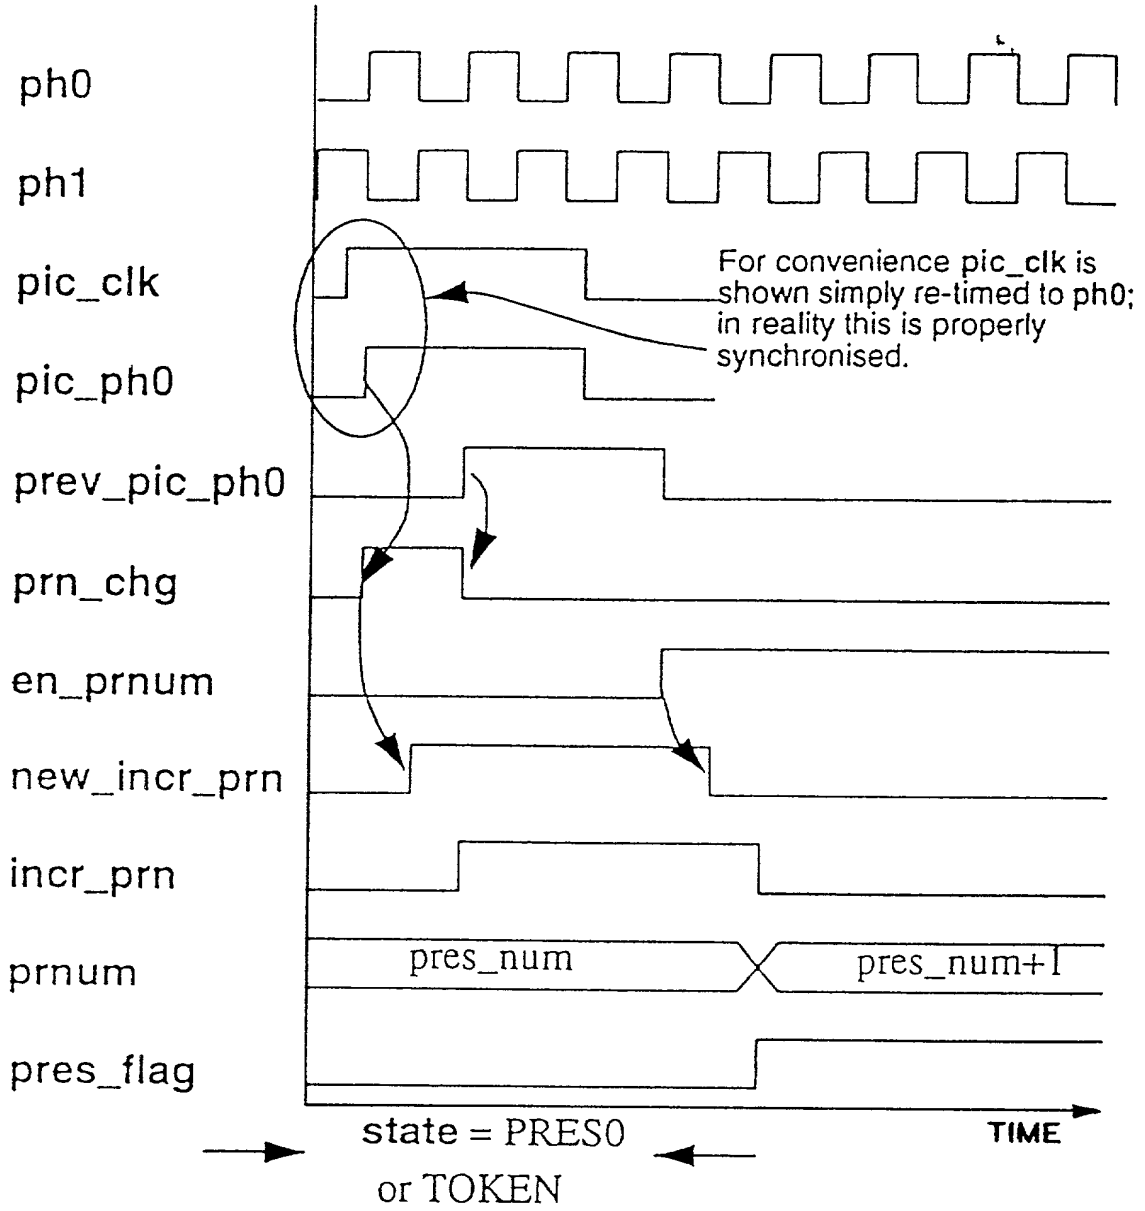 ph0
ph1
pic_clk
For convenience pic_clk is
shown simply re-timed to ph0;
in reality this is properly
synchronised.
pic_ph0
prev_pic_ph0
prn_chg
en_prnum
new_incr_prn
incr_prn
prnum
pres_num
pres_num+1
pres_flag
TIME
state = PRES0
or TOKEN